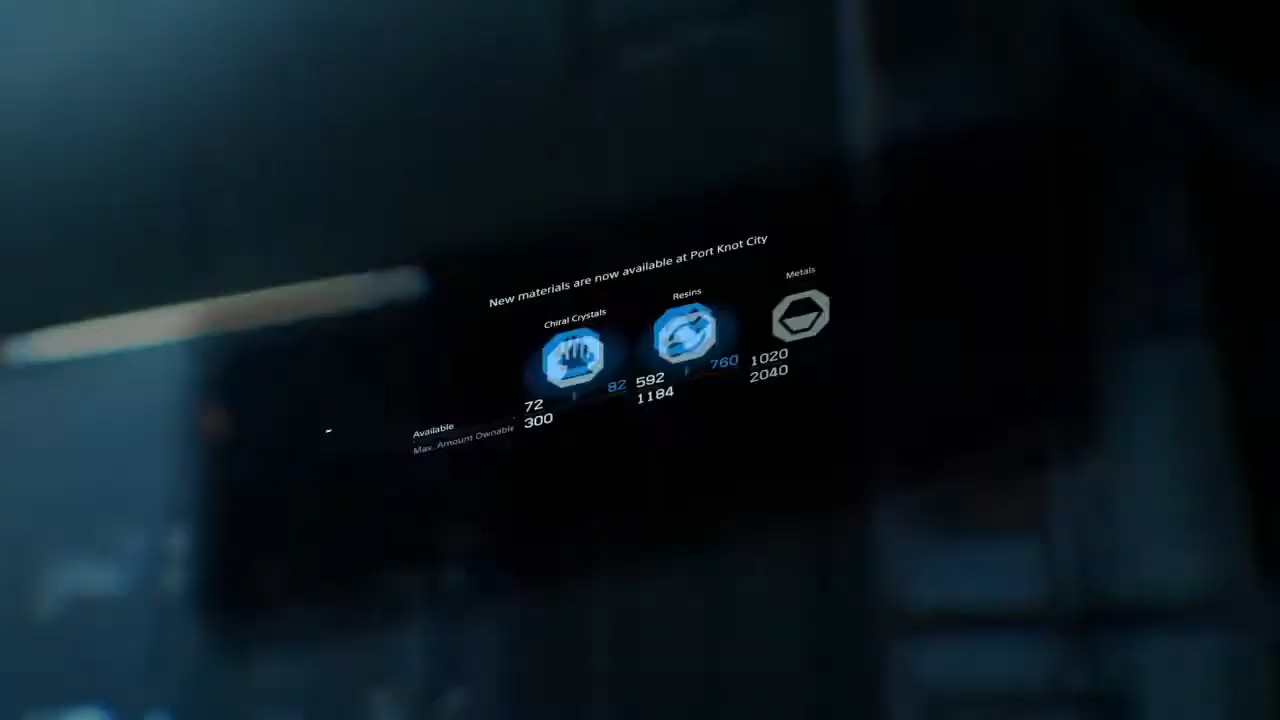 New materials are now available at Port Knot City
Chiral Crystals Resins Metals
82 760
Available 72 592 1020
Max. Amount Ownable 300 1184 2040